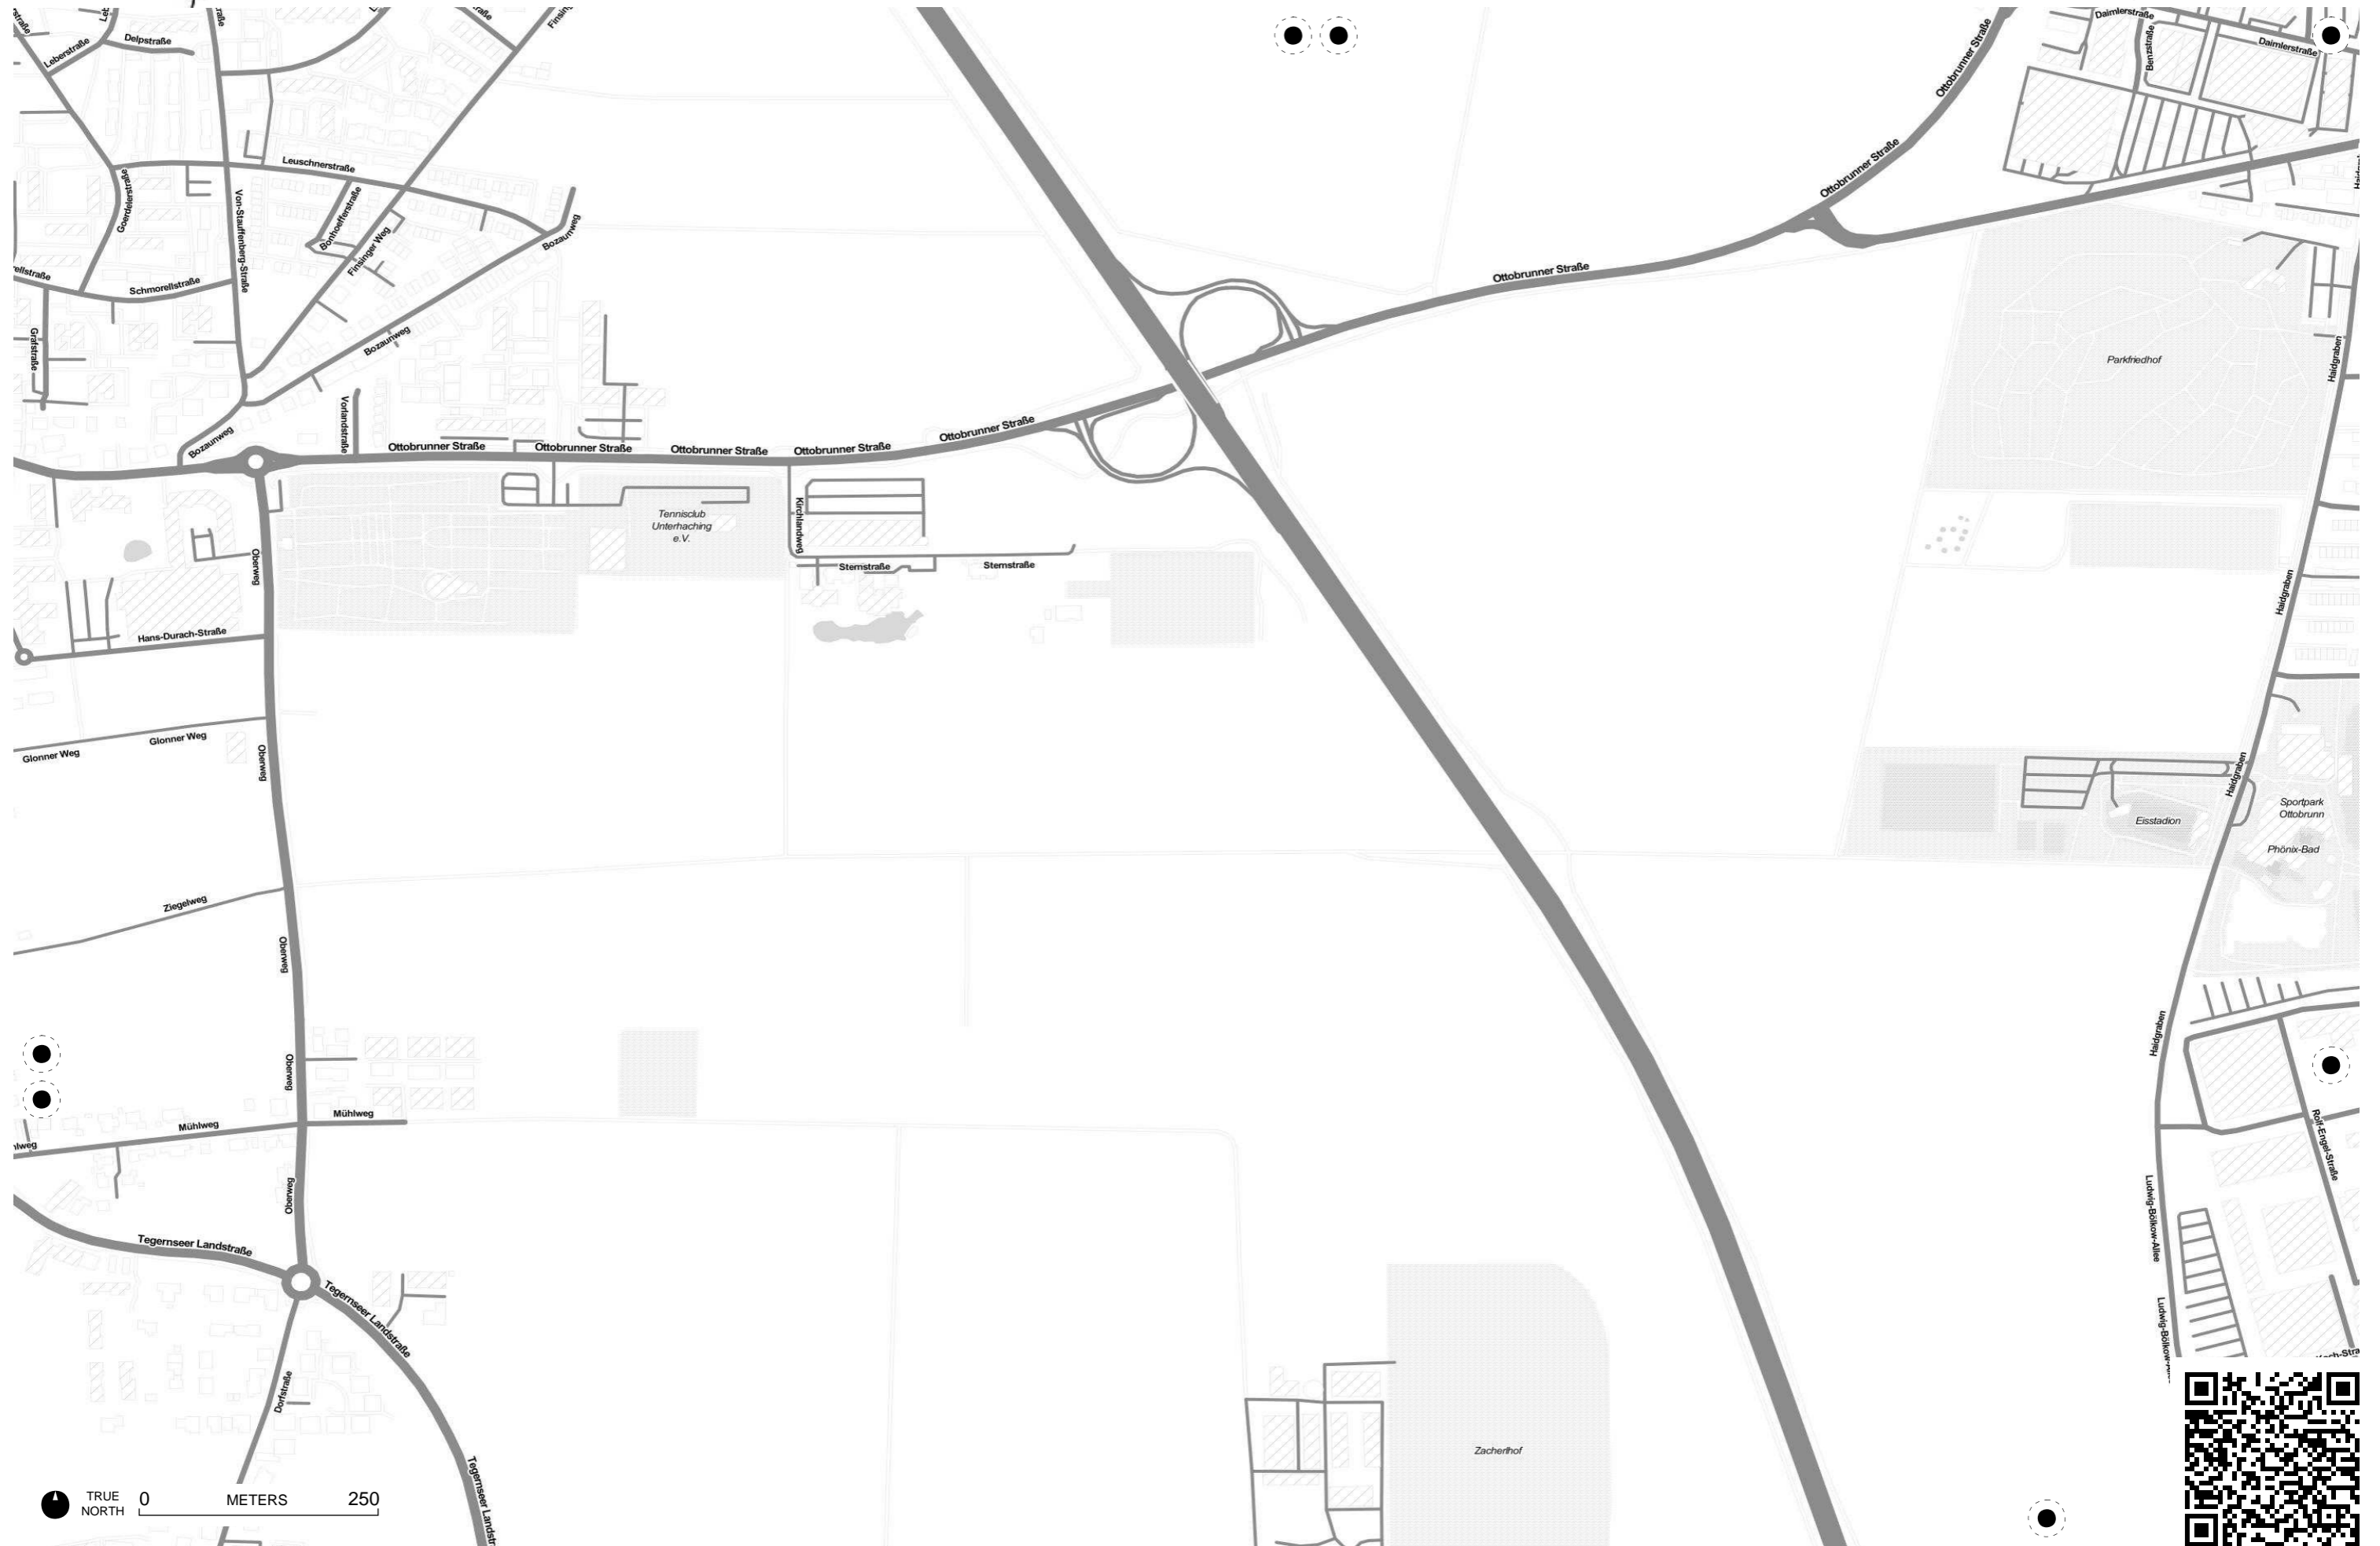 Delpstraße
Leberstraße
Ottobrunner Straße
Daimlerstraße
Daimlerstraße
Benzstraße
Leuschnerstraße
Goerdelerstraße
Von-Stauffenberg-Straße
Bonhoefferstraße
Finsinger Weg
Bozaunweg
Ottobrunner Straße
Ottobrunner Straße
Schmorellstraße
Grafstraße
Bozaunweg
Parkfriedhof
Haidgraben
Vorlandstraße
Bozaunweg
Ottobrunner Straße
Ottobrunner Straße
Ottobrunner Straße
Ottobrunner Straße
Ottobrunner Straße
Tennisclub
Unterhaching
e.V.
Kirchlandweg
Oberweg
Sternstraße
Sternstraße
Haidgraben
Hans-Durach-Straße
Glonner Weg
Glonner Weg
Oberweg
Haidgraben
Sportpark
Ottobrunn
Eisstadion
Phönix-Bad
Ziegelweg
Oberweg
Haidgraben
Oberweg
Mühlweg
Mühlweg
Rolf-Engel-Straße
Oberweg
Ludwig-Bölkow-Allee
Tegernseer Landstraße
Tegernseer Landstraße
Dorfstraße
Zacherlhof
Tegernseer Landstr
TRUE
NORTH
0 METERS 250